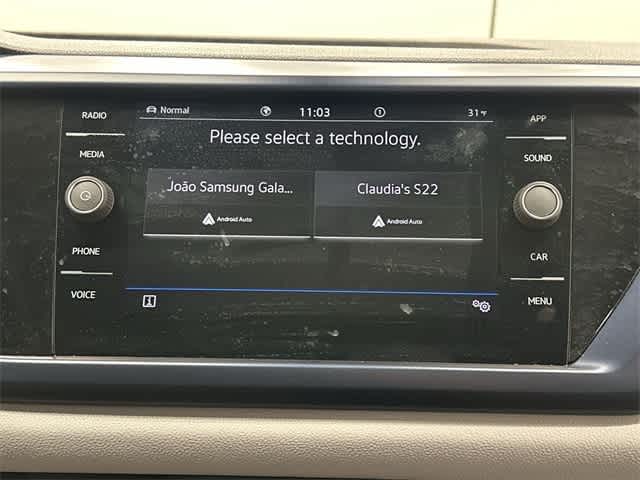 Normal
11:03
31°F
Please select a technology.
João Samsung Gala...
Claudia's S22
Android Auto
Android Auto
RADIO
MEDIA
PHONE
VOICE
APP
SOUND
CAR
MENU